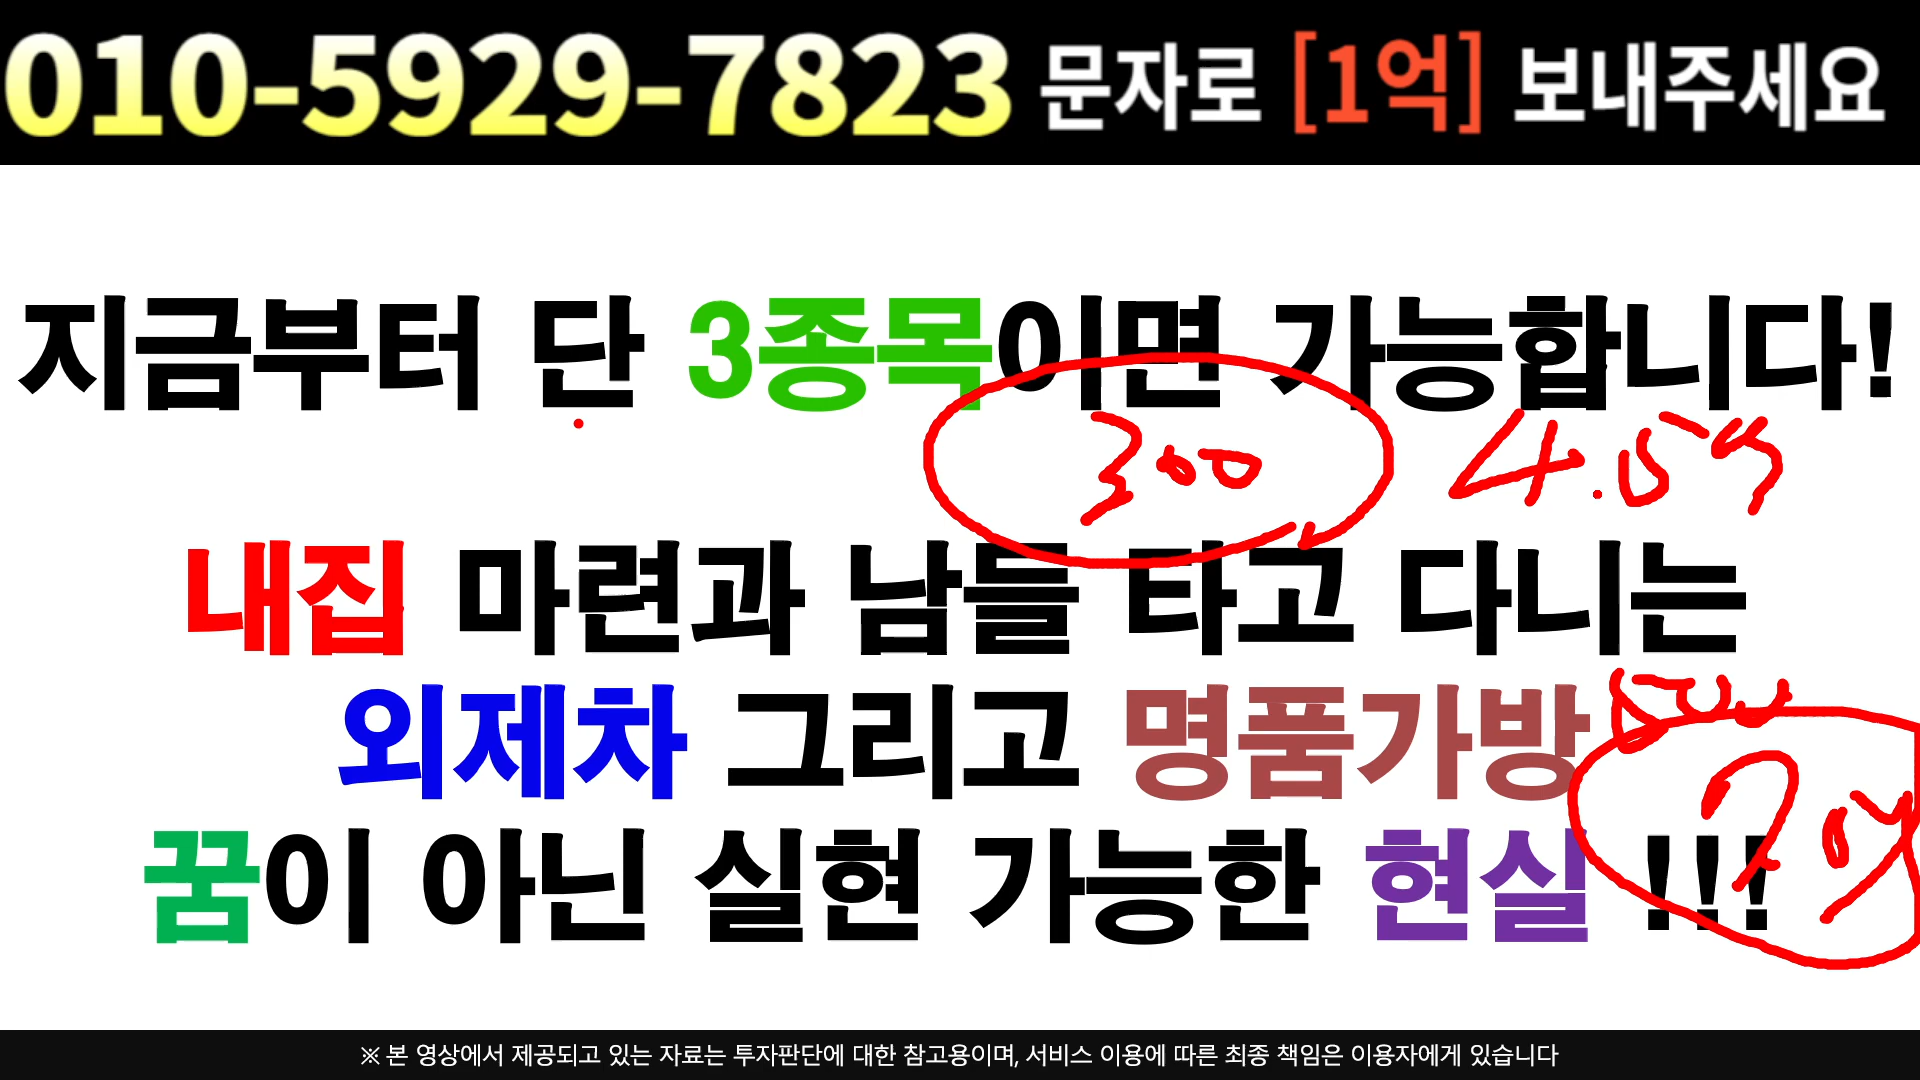 010-5929-7823 문자로 [1억] 보내주세요
지금부터 단 3종목이면 가능합니다!
300
4.5억
내집 마련과 남들 타고 다니는
외제차 그리고 명품가방
500
꿈이 아닌 실현 가능한 현실 !!!
※ 본 영상에서 제공되고 있는 자료는 투자판단에 대한 참고용이며, 서비스 이용에 따른 최종 책임은 이용자에게 있습니다